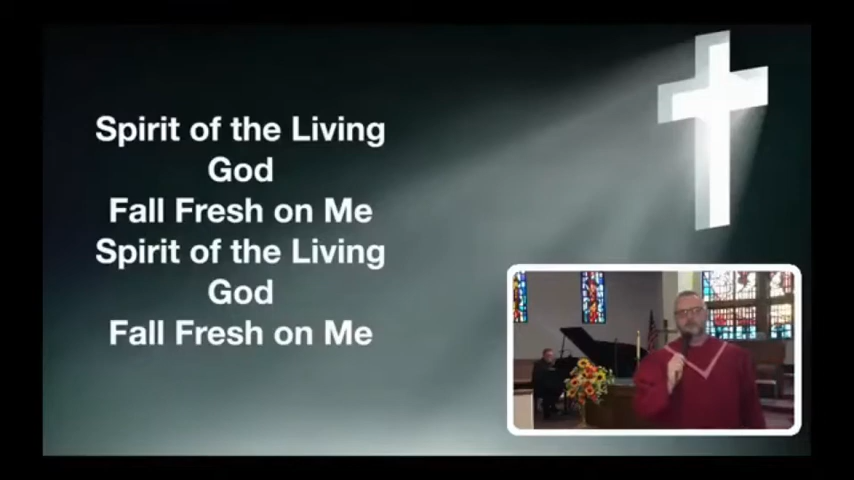 Spirit of the Living
God
Fall Fresh on Me
Spirit of the Living
God
Fall Fresh on Me